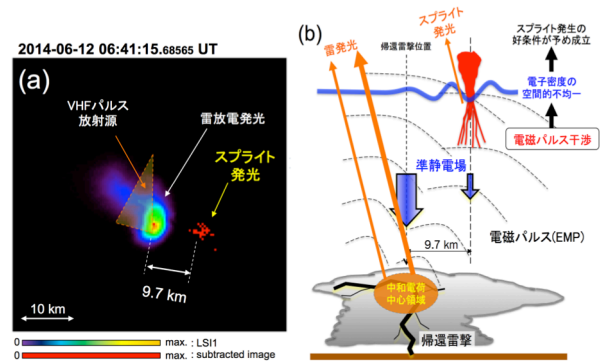 2014-06-12 06:41:15.68565 UT
(a)
VHFパルス
放射源
雷放電発光
スプライト
発光
9.7 km
10 km
0
max.
: LSI1
0
max.
: subtracted image
(b)
雷発光
帰還雷撃位置
スプライト
発光
スプライト発生の
好条件が予め成立
電子密度の
空間的不均一
電磁パルス干渉
準静電場
9.7 km
電磁パルス(EMP)
中和電荷
中心領域
帰還雷撃